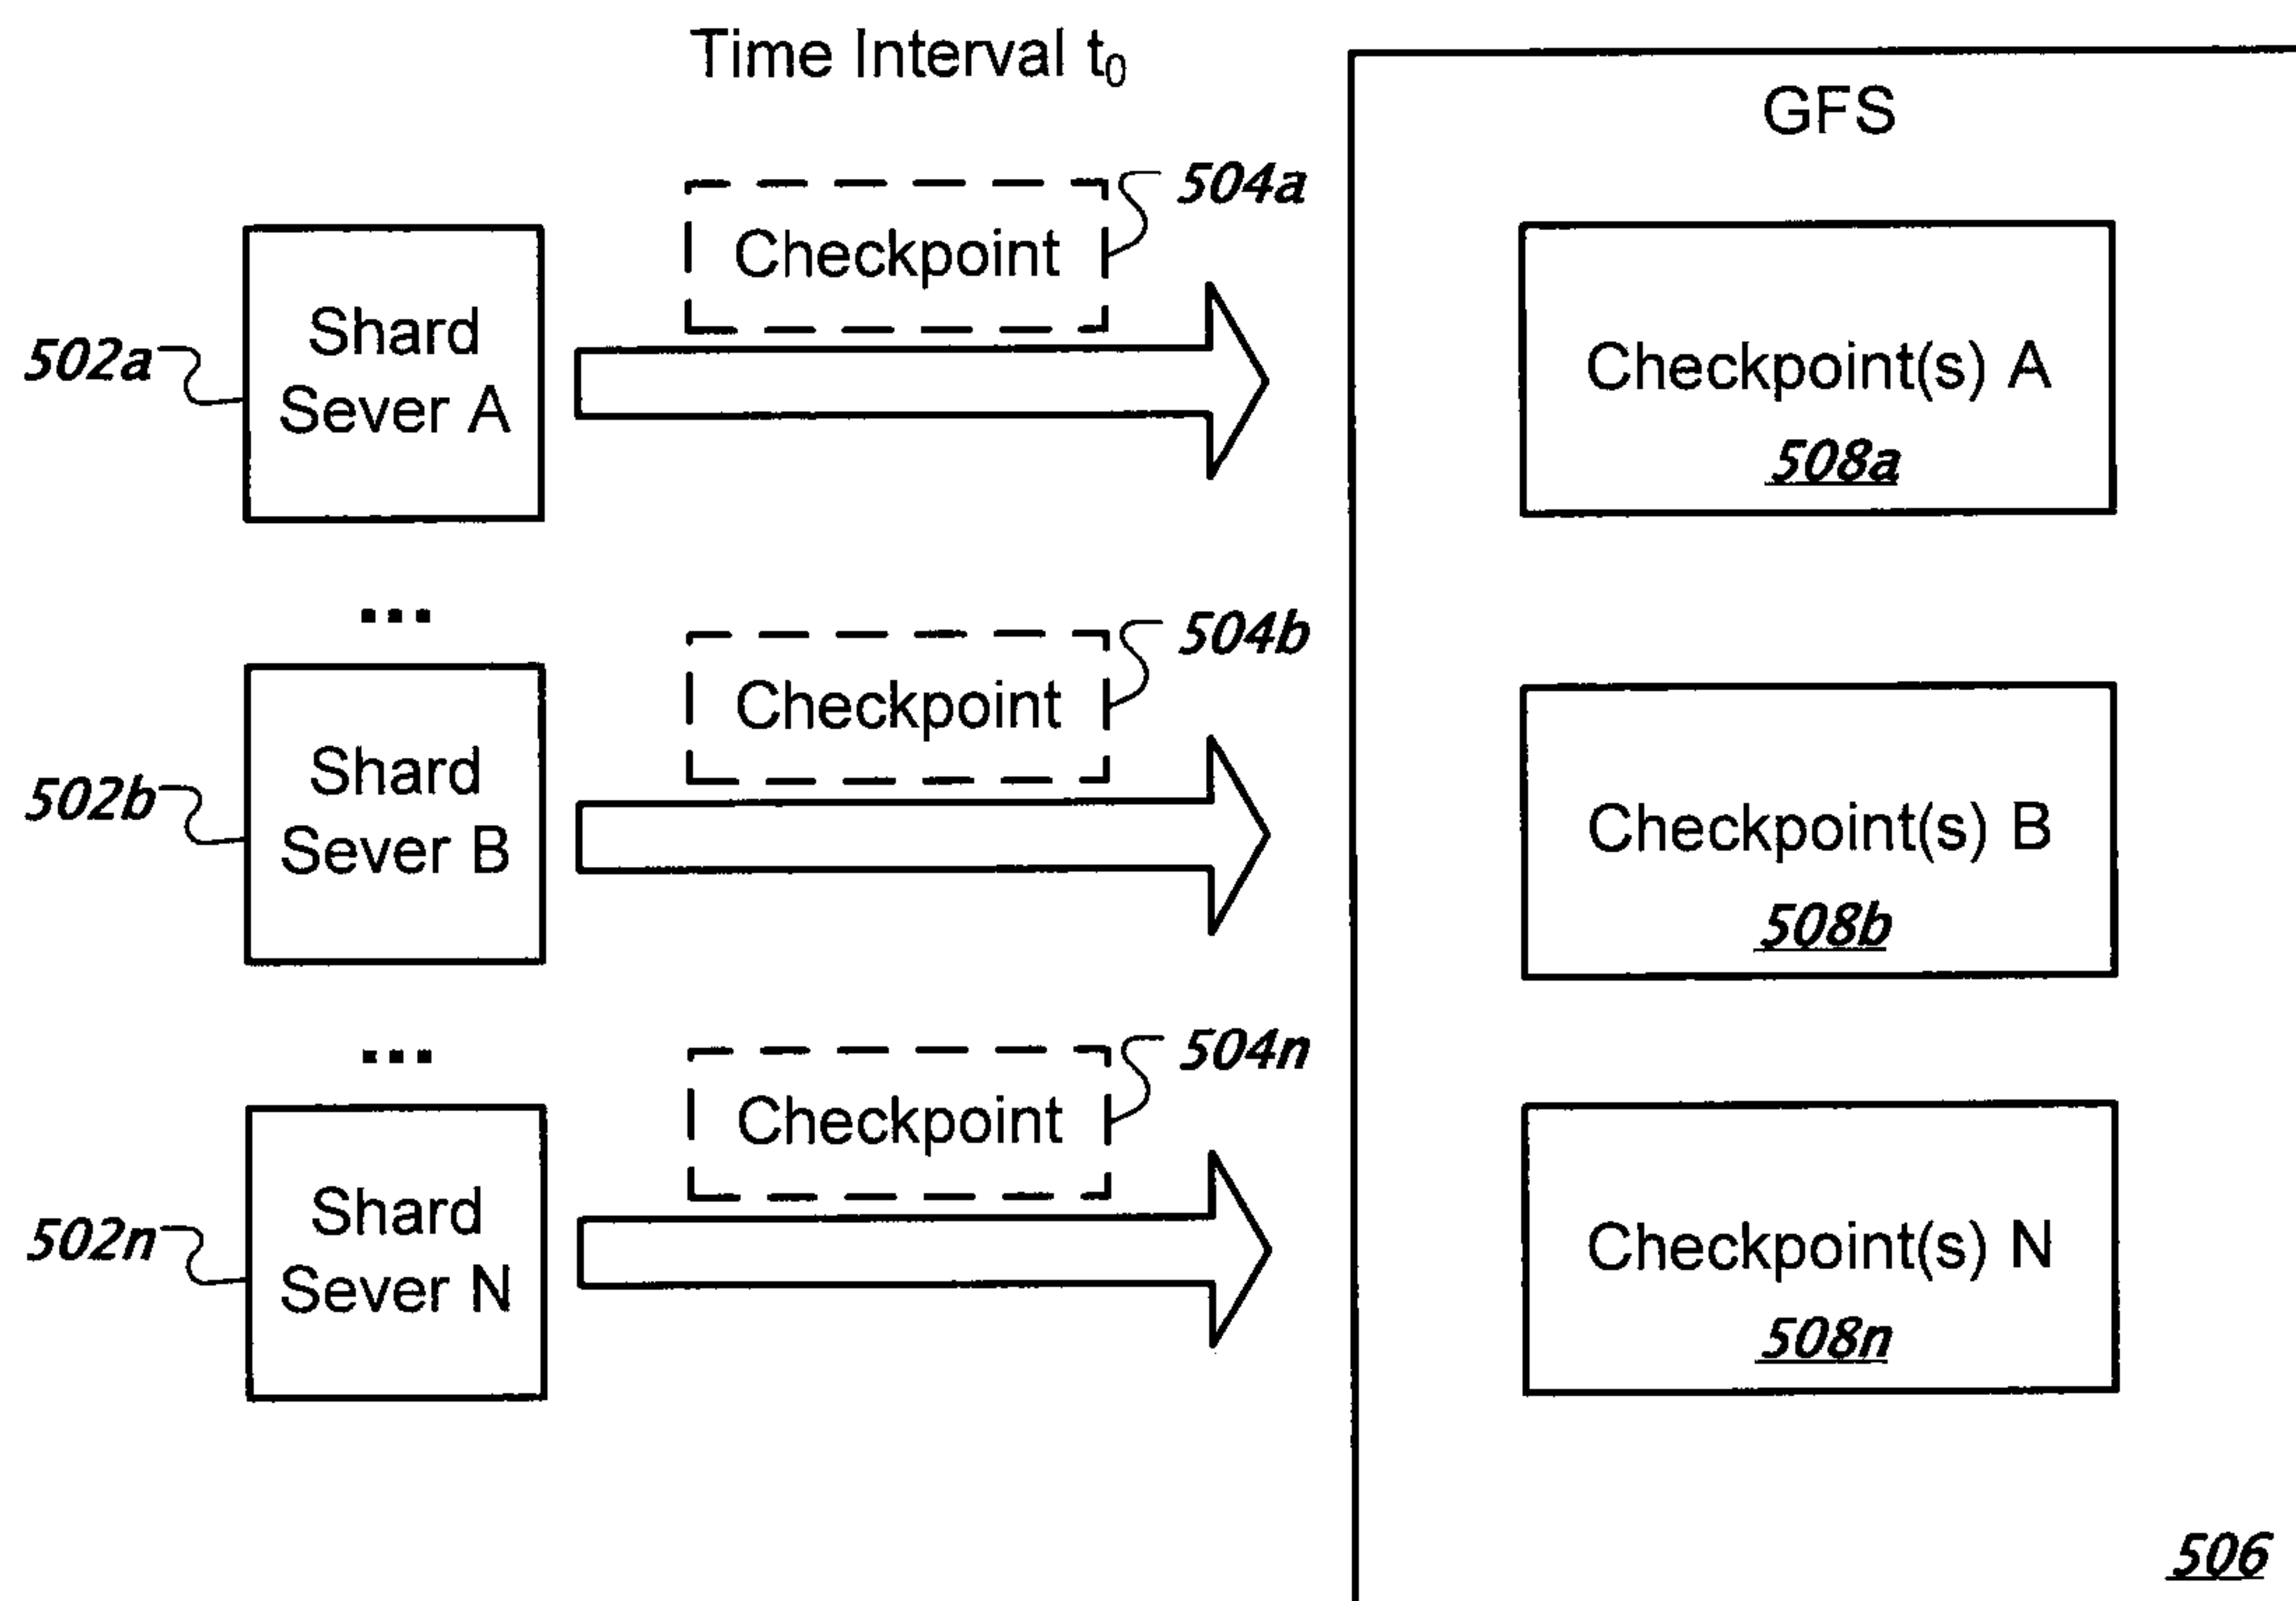 Time Interval t₀
GFS
504a
Checkpoint
502a
Shard
Sever A
Checkpoint(s) A
508a
...
504b
Checkpoint
502b
Shard
Sever B
Checkpoint(s) B
508b
...
504n
Checkpoint
502n
Shard
Sever N
Checkpoint(s) N
508n
506